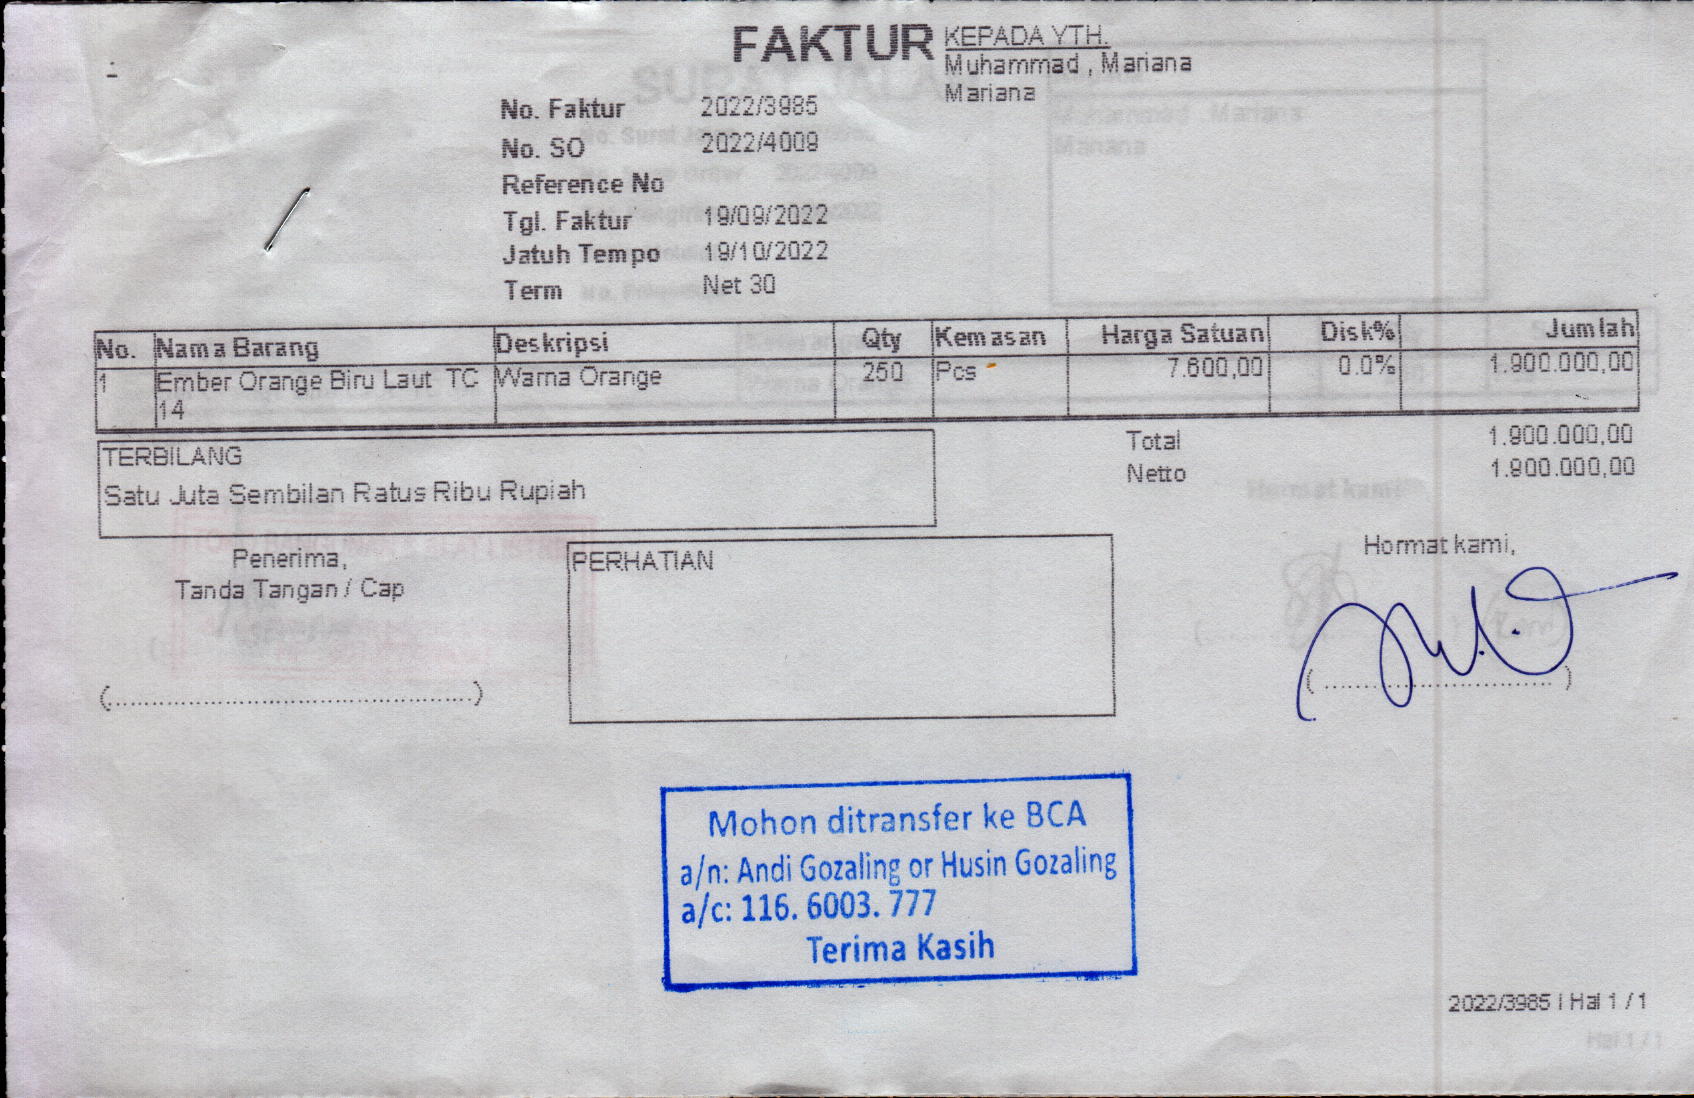 FAKTUR
KEPADA YTH.
Muhammad , Mariana
Mariana
No. Faktur 2022/3985
No. SO 2022/4009
Reference No
Tgl. Faktur 19/09/2022
Jatuh Tempo 19/10/2022
Term Net 30
No. Nama Barang Deskripsi Qty Kemasan Harga Satuan Disk% Jumlah
1 Ember Orange Biru Laut TC Warna Orange 250 Pcs 7.600,00 0.0% 1.900.000,00
14
TERBILANG
Satu Juta Sembilan Ratus Ribu Rupiah
Total 1.900.000,00
Netto 1.900.000,00
Penerima,
Tanda Tangan / Cap
(................................................)
PERHATIAN
Hormat kami,
(................................)
Mohon ditransfer ke BCA
a/n: Andi Gozaling or Husin Gozaling
a/c: 116. 6003. 777
Terima Kasih
2022/3985 | Hal 1 / 1